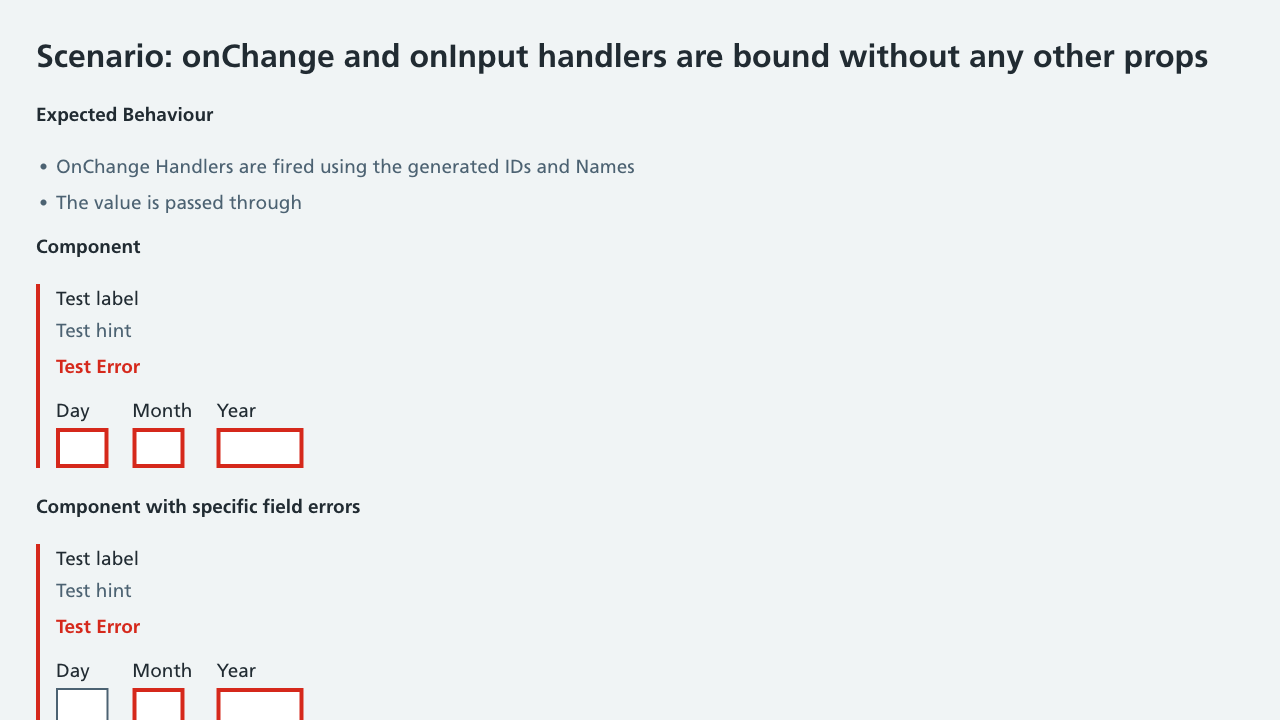 Scenario: onChange and onInput handlers are bound without any other props
Expected Behaviour
• OnChange Handlers are fired using the generated IDs and Names
• The value is passed through
Component
Test label
Test hint
Test Error
Day Month Year
Component with specific field errors
Test label
Test hint
Test Error
Day Month Year